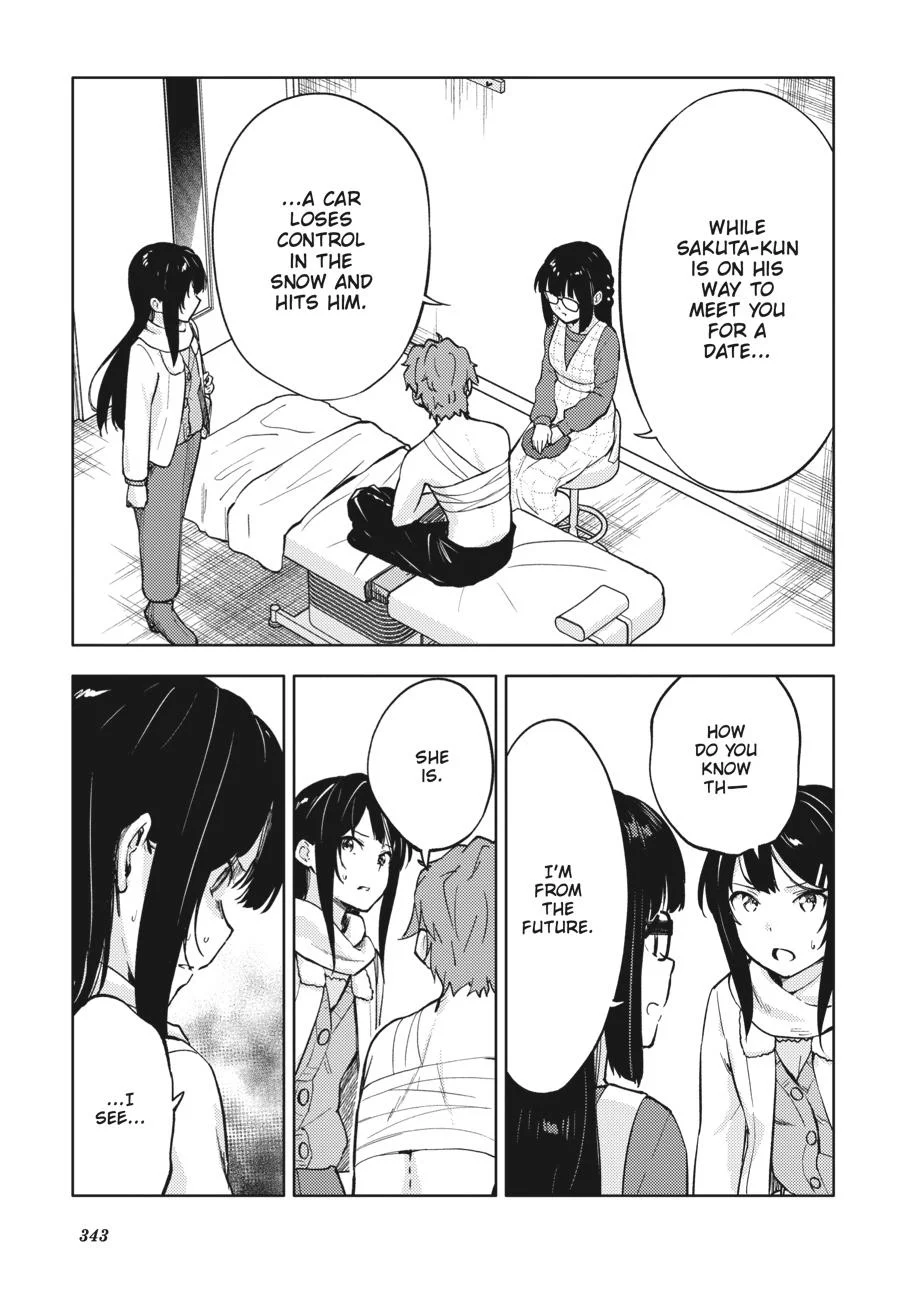 WHILE
SAKUTA-KUN
IS ON HIS
WAY TO
MEET YOU
FOR A
DATE...
...A CAR
LOSES
CONTROL
IN THE
SNOW AND
HITS HIM.
HOW
DO YOU
KNOW
TH—
I'M
FROM
THE
FUTURE.
SHE
IS.
...I
SEE...
343